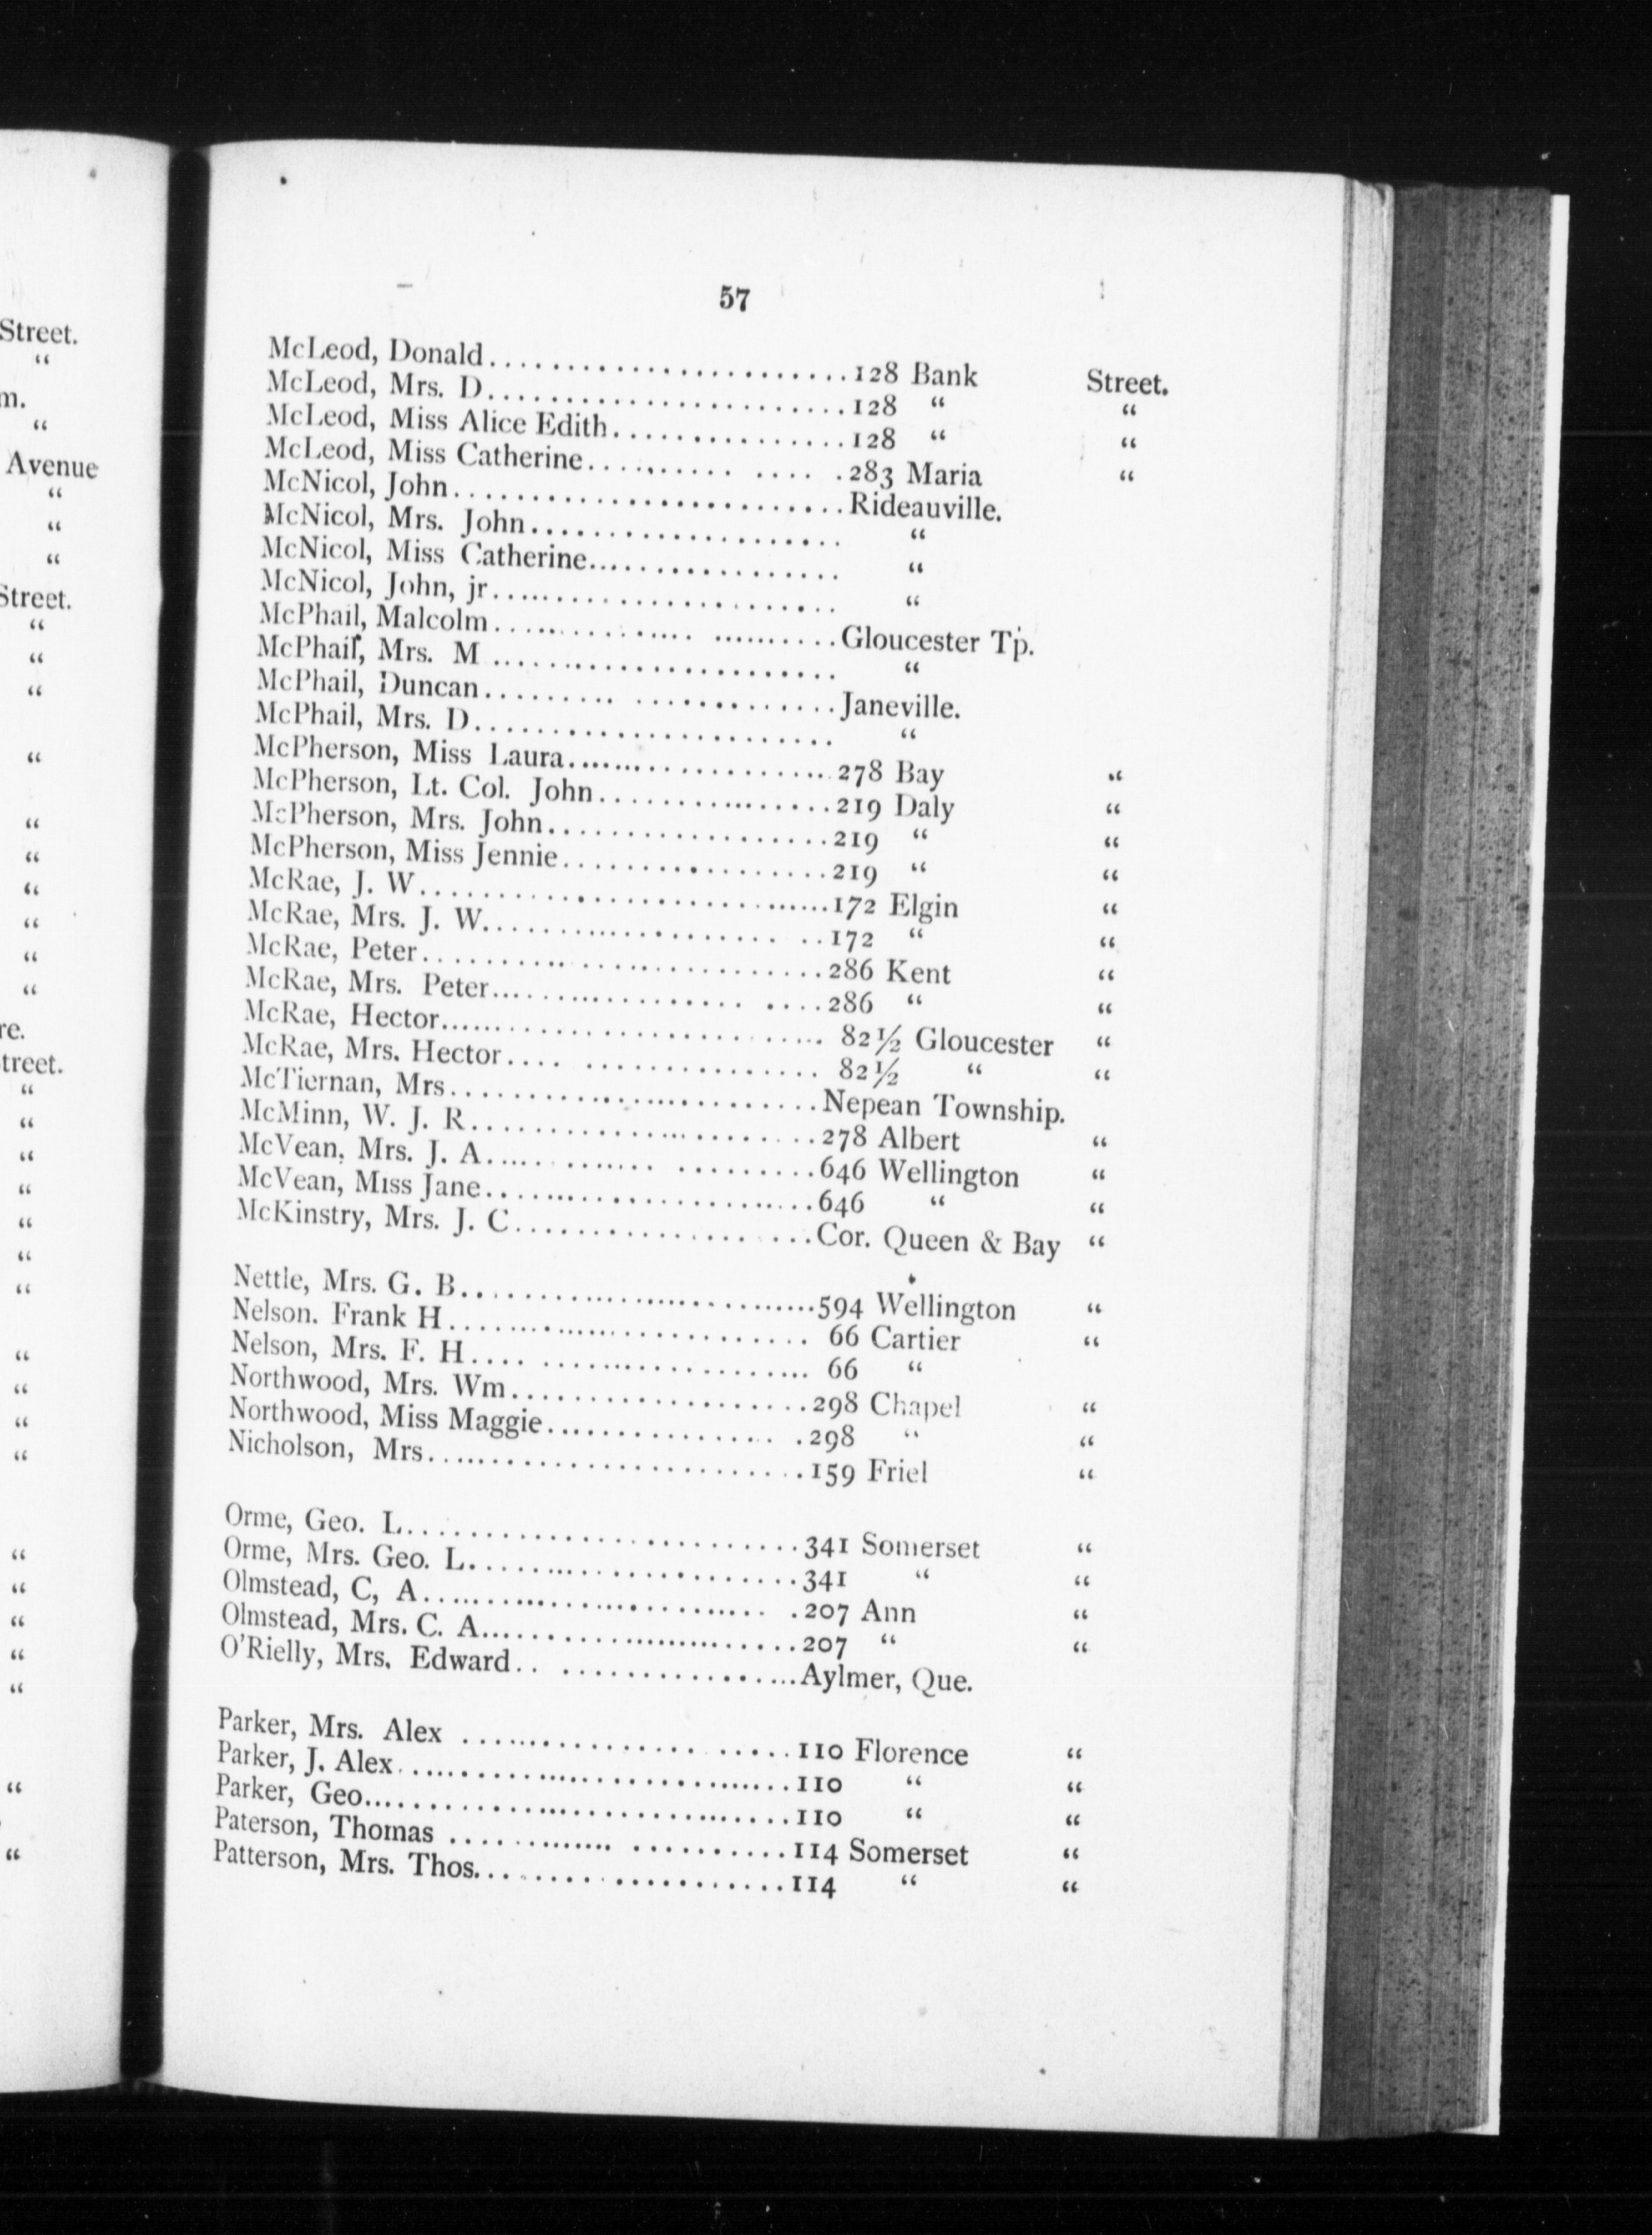 57
McLeod, Donald........................128 Bank Street.
McLeod, Mrs. D........................128 “ “
McLeod, Miss Alice Edith...............128 “ “
McLeod, Miss Catherine.......... ..... .283 Maria “
McNicol, John.........................Rideauville.
McNicol, Mrs. John.................... “
McNicol, Miss Catherine................ “
McNicol, John, jr...................... “
McPhail, Malcolm............. ..........Gloucester Tp.
McPhail, Mrs. M ...................... “
McPhail, Duncan......... .............Janeville.
McPhail, Mrs. D....................... “
McPherson, Miss Laura.................278 Bay “
McPherson, Lt. Col. John...............219 Daly “
McPherson, Mrs. John..................219 “ “
McPherson, Miss Jennie.................219 “ “
McRae, J. W..........................172 Elgin “
McRae, Mrs. J. W................... ..172 “ “
McRae, Peter..........................286 Kent “
McRae, Mrs. Peter................. ....286 “ “
McRae, Hector........................ 82½ Gloucester “
McRae, Mrs. Hector.... ............... 82½ “ “
McTiernan, Mrs........................Nepean Township.
McMinn, W. J. R......................278 Albert “
McVean, Mrs. J. A..... ....... .........646 Wellington “
McVean, Miss Jane.....................646 “ “
McKinstry, Mrs. J. C................ ....Cor. Queen & Bay “
Nettle, Mrs. G. B.......................594 Wellington “
Nelson. Frank H....................... 66 Cartier “
Nelson, Mrs. F. H.... ................. 66 “
Northwood, Mrs. Wm...................298 Chapel “
Northwood, Miss Maggie.............. .298 “ “
Nicholson, Mrs........................159 Friel “
Orme, Geo. L.........................341 Somerset “
Orme, Mrs. Geo. L.....................341 “ “
Olmstead, C, A...................... .207 Ann “
Olmstead, Mrs. C. A....................207 “ “
O'Rielly, Mrs. Edward.. ................Aylmer, Que.
Parker, Mrs. Alex ............... .....110 Florence “
Parker, J. Alex.........................110 “ “
Parker, Geo...........................110 “ “
Paterson, Thomas ........... ..........114 Somerset “
Patterson, Mrs. Thos....................114 “ “